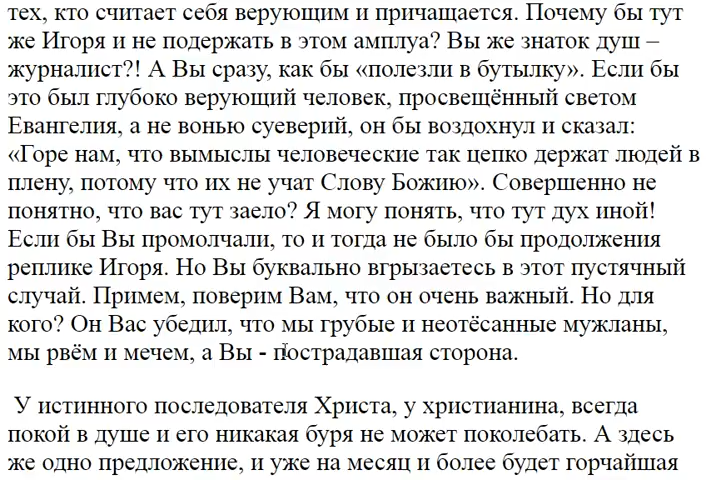 тех, кто считает себя верующим и причащается. Почему бы тут
же Игоря и не подержать в этом амплуа? Вы же знаток душ –
журналист?! А Вы сразу, как бы «полезли в бутылку». Если бы
это был глубоко верующий человек, просвещённый светом
Евангелия, а не вонью суеверий, он бы воздохнул и сказал:
«Горе нам, что вымыслы человеческие так цепко держат людей в
плену, потому что их не учат Слову Божию». Совершенно не
понятно, что вас тут заело? Я могу понять, что тут дух иной!
Если бы Вы промолчали, то и тогда не было бы продолжения
реплике Игоря. Но Вы буквально вгрызаетесь в этот пустячный
случай. Примем, поверим Вам, что он очень важный. Но для
кого? Он Вас убедил, что мы грубые и неотёсанные мужланы,
мы рвём и мечем, а Вы - пострадавшая сторона.
У истинного последователя Христа, у христианина, всегда
покой в душе и его никакая буря не может поколебать. А здесь
же одно предложение, и уже на месяц и более будет горчайшая